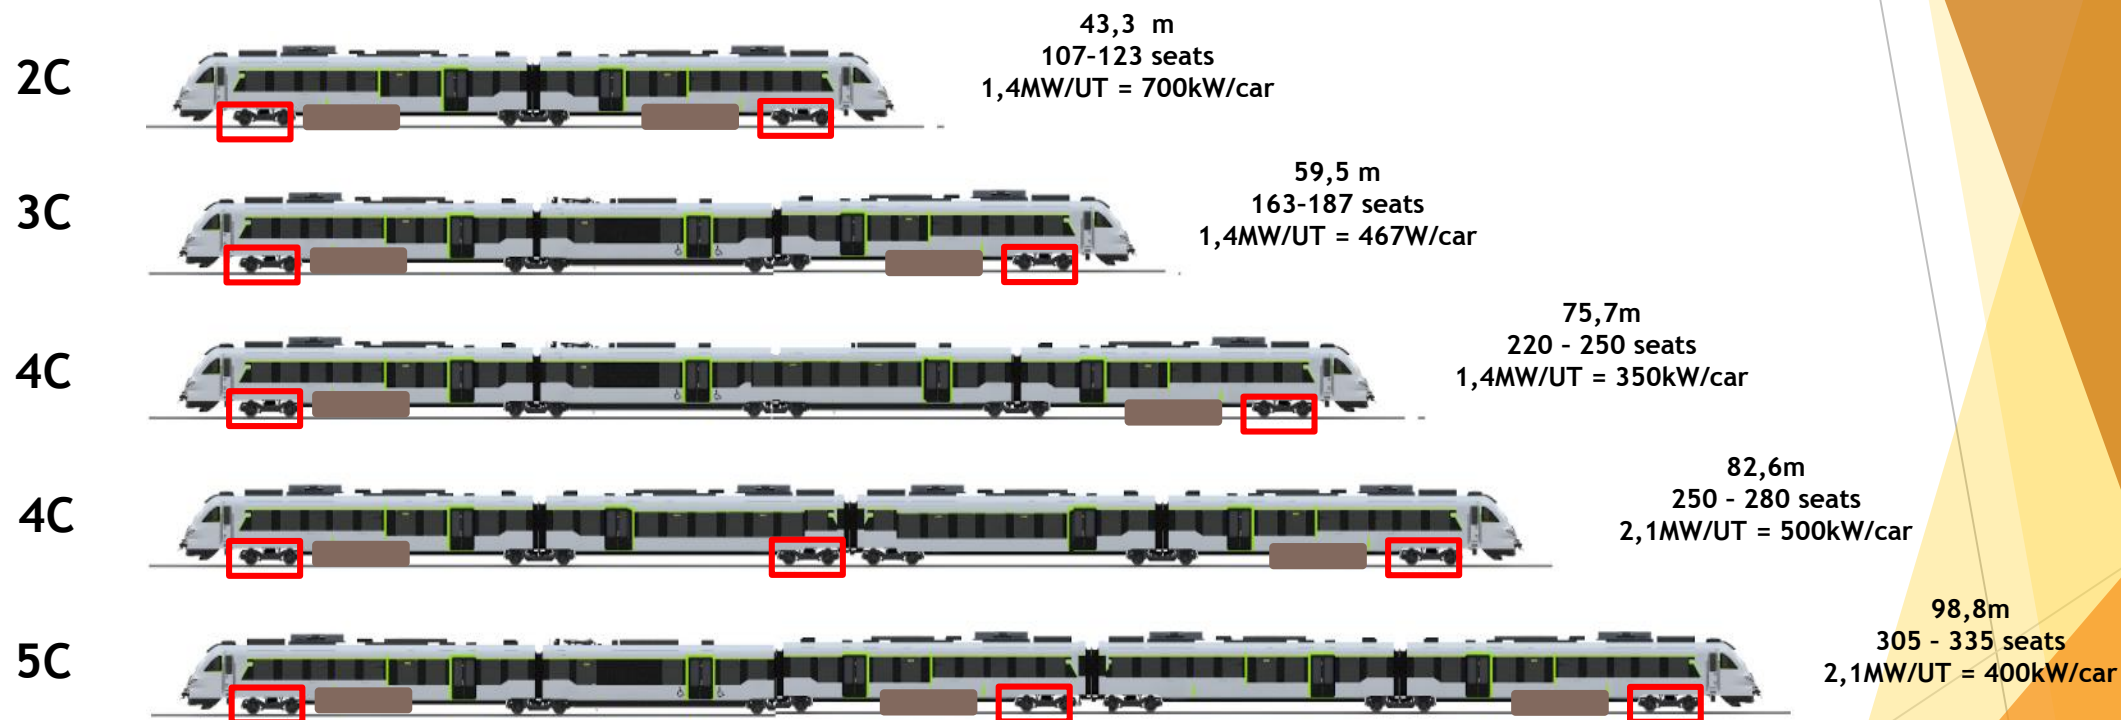 2C
43,3 m
107-123 seats
1,4MW/UT = 700kW/car
3C
59,5 m
163-187 seats
1,4MW/UT = 467W/car
4C
75,7m
220 - 250 seats
1,4MW/UT = 350kW/car
4C
82,6m
250 - 280 seats
2,1MW/UT = 500kW/car
5C
98,8m
305 - 335 seats
2,1MW/UT = 400kW/car